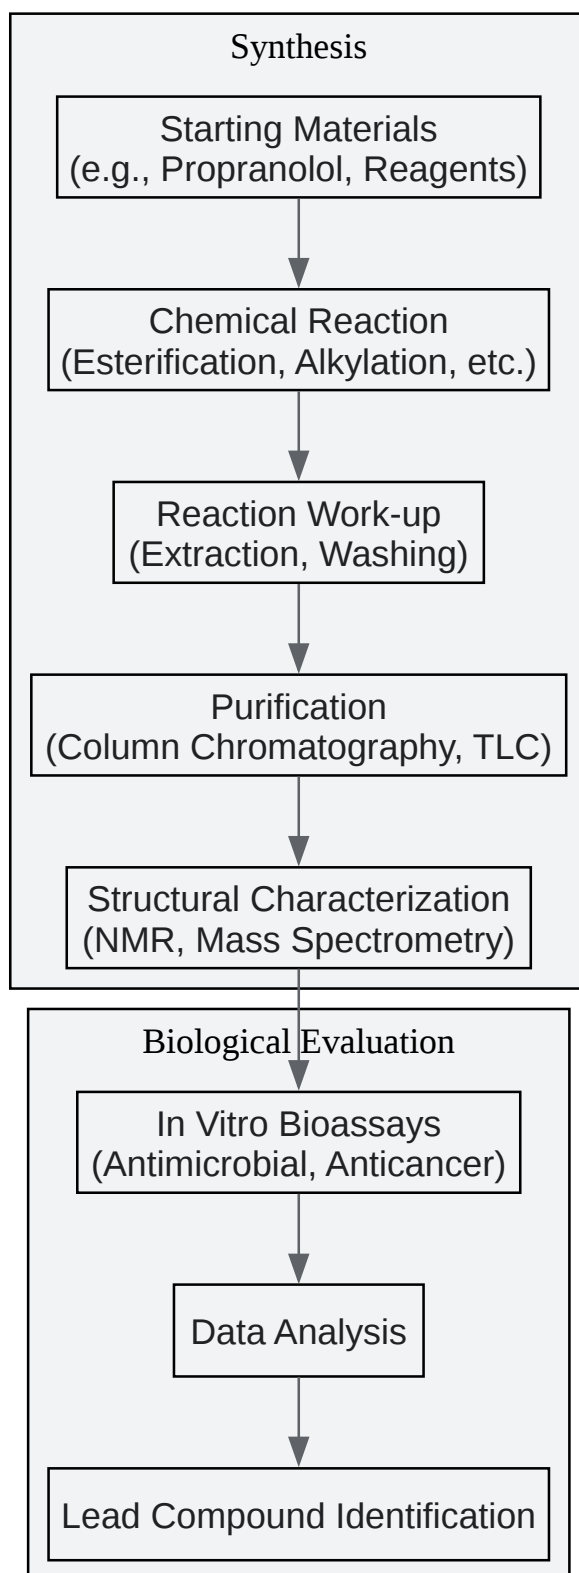 Synthesis
Starting Materials
(e.g., Propranolol, Reagents)
Chemical Reaction
(Esterification, Alkylation, etc.)
Reaction Work-up
(Extraction, Washing)
Purification
(Column Chromatography, TLC)
Structural Characterization
(NMR, Mass Spectrometry)
Biological Evaluation
In Vitro Bioassays
(Antimicrobial, Anticancer)
Data Analysis
Lead Compound Identification